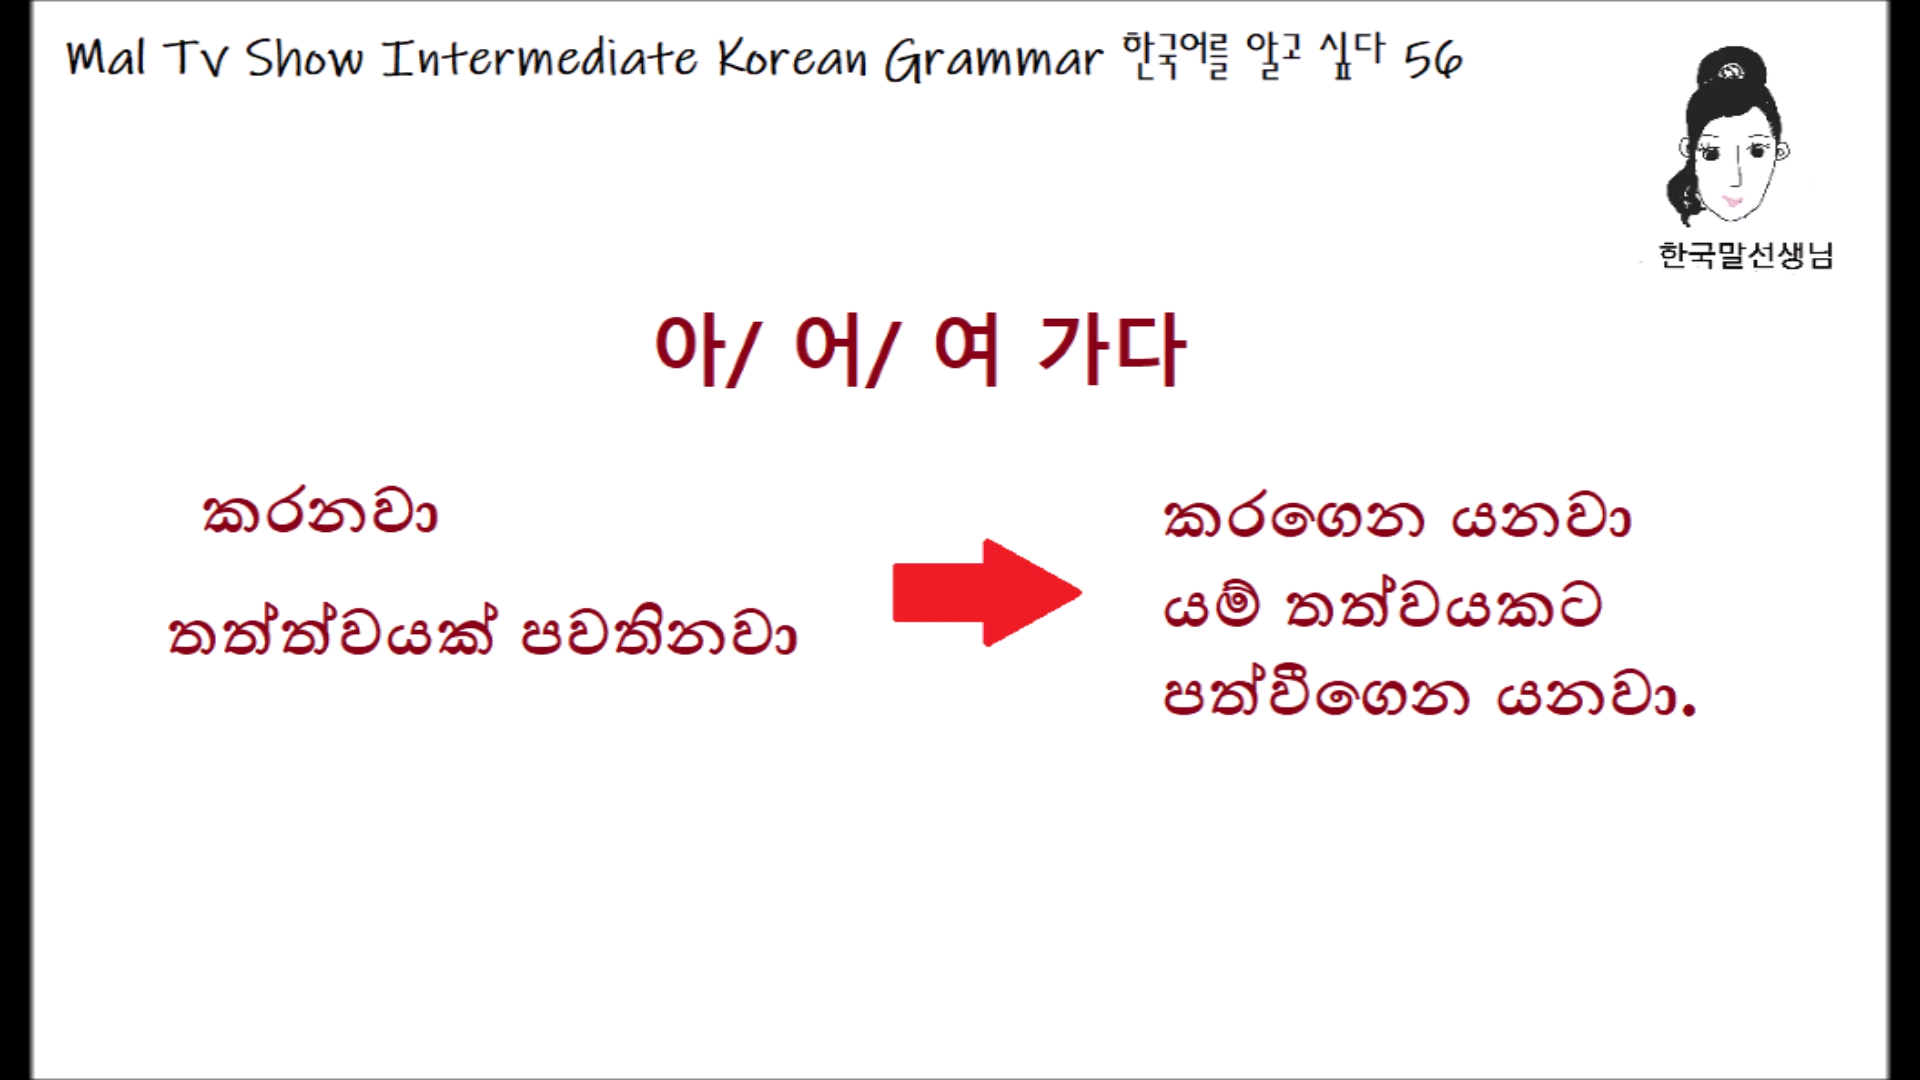 Mal Tv Show Intermediate Korean Grammar 한국어를 알고 싶다 56
한국말선생님
아/ 어/ 여 가다
කරනවා
තත්ත්වයක් පවතිනවා
කරගෙන යනවා
යම් තත්වයකට
පත්වීගෙන යනවා.